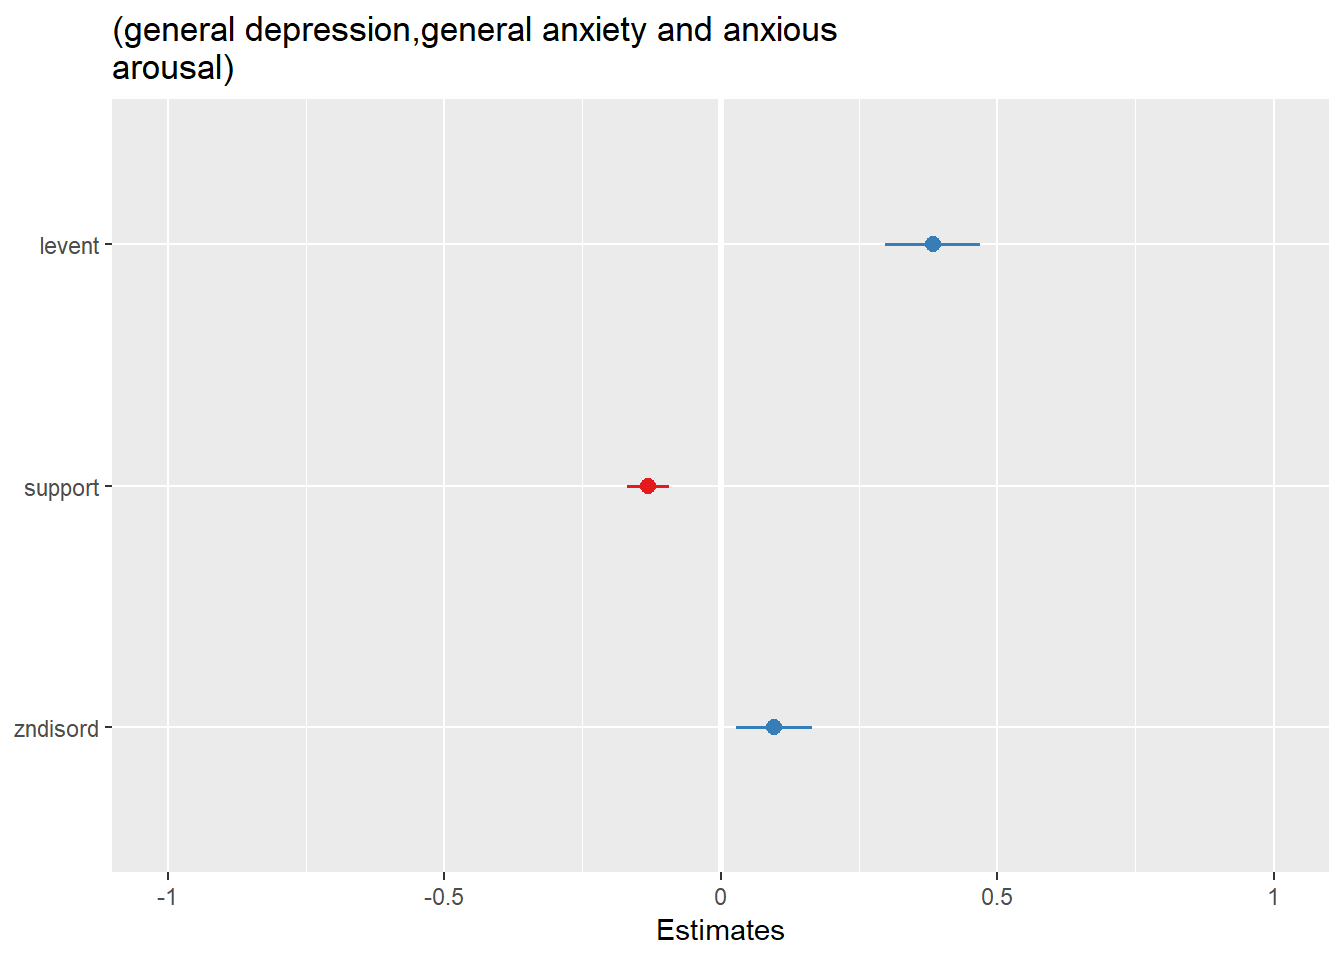 (general depression,general anxiety and anxious
arousal)
levent
support
zndisord
-1 -0.5 0 0.5 1
Estimates